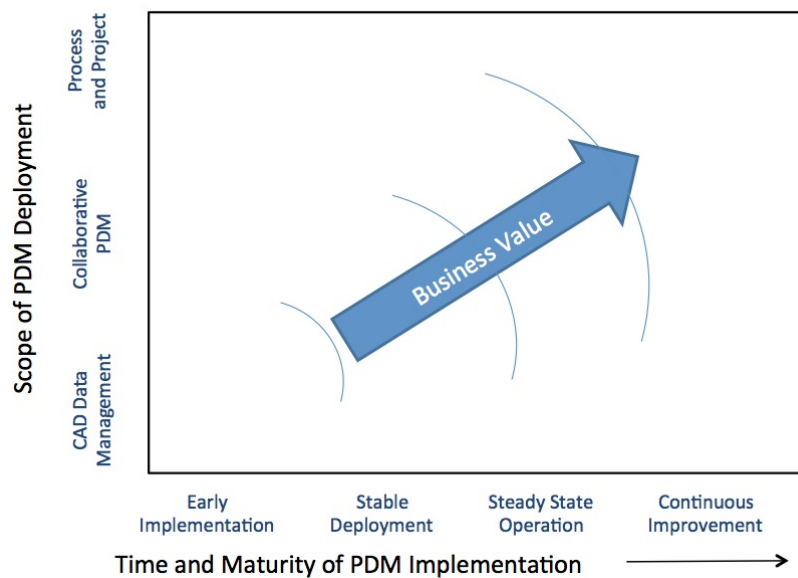 Scope of PDM Deployment
Process
and Project
Collaborative
PDM
CAD Data
Management
Business Value
Early
Implementation
Stable
Deployment
Steady State
Operation
Continuous
Improvement
Time and Maturity of PDM Implementation